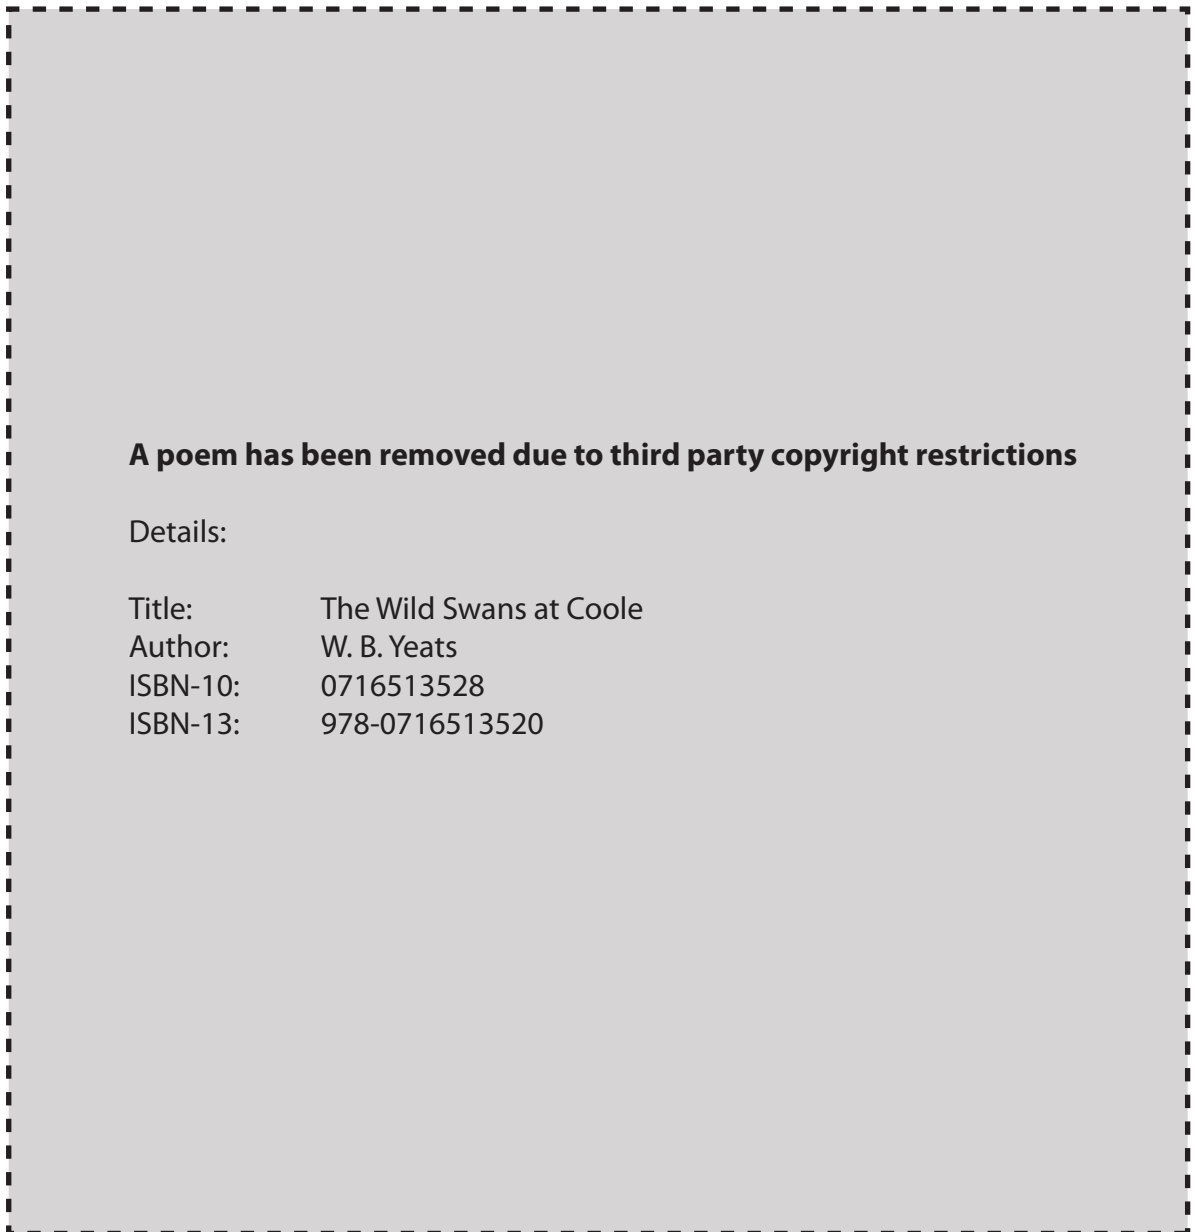 A poem has been removed due to third party copyright restrictions
Details:
Title: The Wild Swans at Coole
Author: W. B. Yeats
ISBN-10: 0716513528
ISBN-13: 978-0716513520